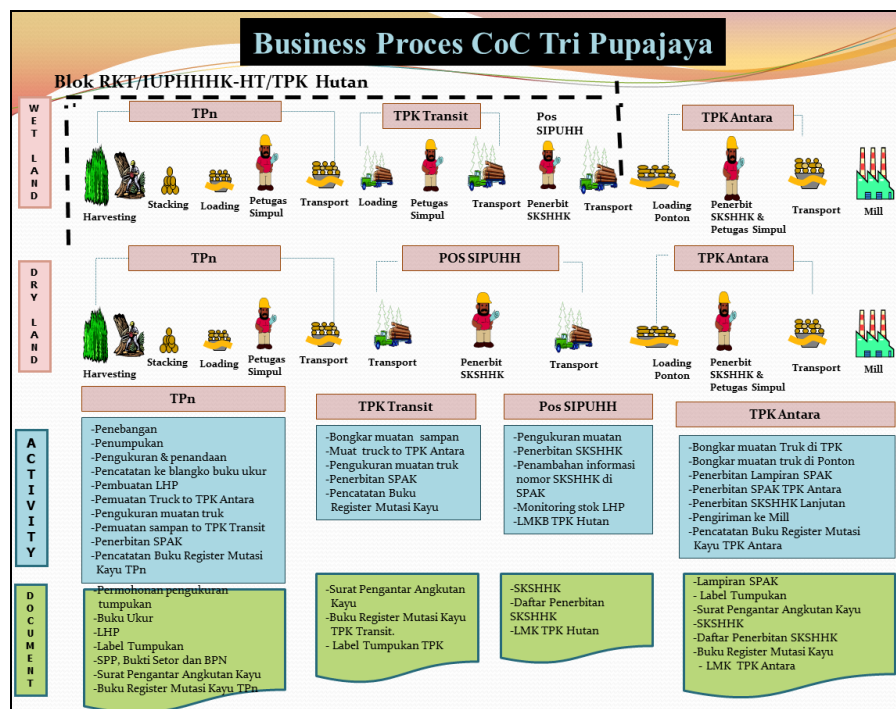 Business Proces CoC Tri Pupajaya
Blok RKT/IUPHHHK-HT/TPK Hutan
WET LAND
TPn
TPK Transit
Pos
SIPUHH
TPK Antara
Harvesting
Stacking
Loading
Petugas
Simpul
Transport
Loading
Petugas
Simpul
Transport
Penerbit
SKSHHK
Transport
Loading
Ponton
Penerbit
SKSHHK &
Petugas Simpul
Transport
Mill
DRY LAND
TPn
POS SIPUHH
TPK Antara
Harvesting
Stacking
Loading
Petugas
Simpul
Transport
Transport
Penerbit
SKSHHK
Transport
Loading
Ponton
Penerbit
SKSHHK &
Petugas Simpul
Transport
Mill
ACTIVITY
TPn
-Penebangan
-Penumpukan
-Pengukuran & penandaan
-Pencatatan ke blangko buku ukur
-Pembuatan LHP
-Pemuatan Truck to TPK Antara
-Pengukuran muatan truk
-Pemuatan sampan to TPK Transit
-Penerbitan SPAK
-Pencatatan Buku Register Mutasi
Kayu TPn
TPK Transit
-Bongkar muatan sampan
-Muat truck to TPK Antara
-Pengukuran muatan truk
-Penerbitan SPAK
-Pencatatan Buku
Register Mutasi Kayu
Pos SIPUHH
-Pengukuran muatan
-Penerbitan SKSHHK
-Penambahan informasi
nomor SKSHHK di
SPAK
-Monitoring stok LHP
-LMKB TPK Hutan
TPK Antara
-Bongkar muatan Truk di TPK
-Bongkar muatan truk di Ponton
-Penerbitan Lampiran SPAK
-Penerbitan SPAK TPK Antara
-Penerbitan SKSHHK Lanjutan
-Pengiriman ke Mill
-Pencatatan Buku Register Mutasi
Kayu TPK Antara
DOCUMENT
-Permohonan pengukuran
tumpukan
-Buku Ukur
-LHP
-Label Tumpukan
-SPP, Bukti Setor dan BPN
-Surat Pengantar Angkutan Kayu
-Buku Register Mutasi Kayu TPn
-Surat Pengantar Angkutan
Kayu
-Buku Register Mutasi Kayu
TPK Transit.
- Label Tumpukan TPK
-SKSHHK
-Daftar Penerbitan
SKSHHK
-LMK TPK Hutan
-Lampiran SPAK
- Label Tumpukan
-Surat Pengantar Angkutan Kayu
-SKSHHK
-Daftar Penerbitan SKSHHK
-Buku Register Mutasi Kayu
- LMK TPK Antara